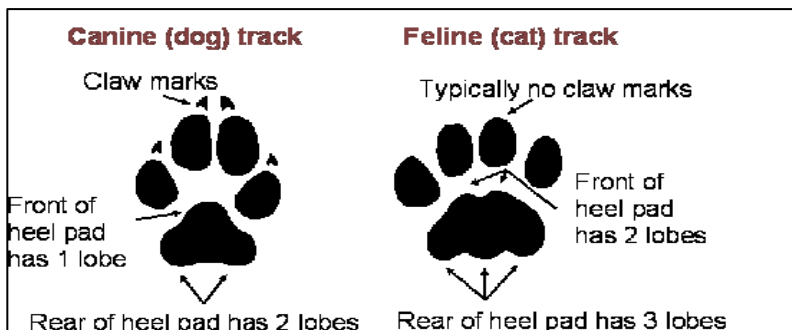 Canine (dog) track
Feline (cat) track
Claw marks
Typically no claw marks
Front of
heel pad
has 1 lobe
Front of
heel pad
has 2 lobes
Rear of heel pad has 2 lobes
Rear of heel pad has 3 lobes